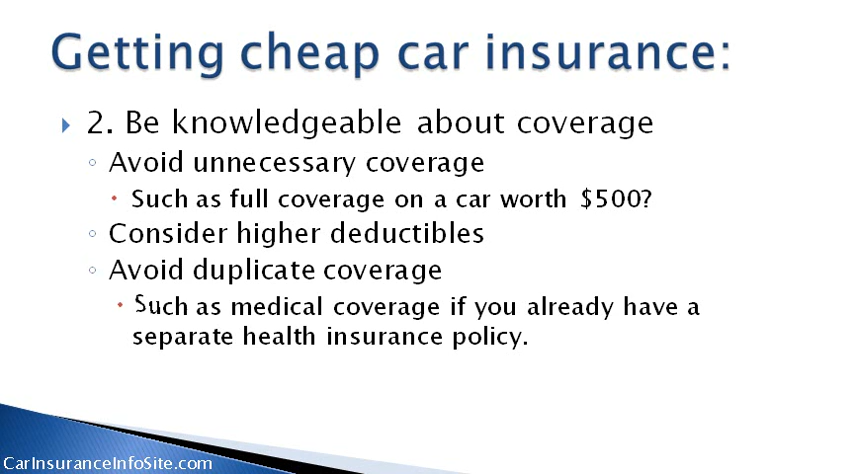 Getting cheap car insurance:
2. Be knowledgeable about coverage
Avoid unnecessary coverage
Such as full coverage on a car worth $500?
Consider higher deductibles
Avoid duplicate coverage
Such as medical coverage if you already have a
separate health insurance policy.
CarInsuranceInfoSite.com